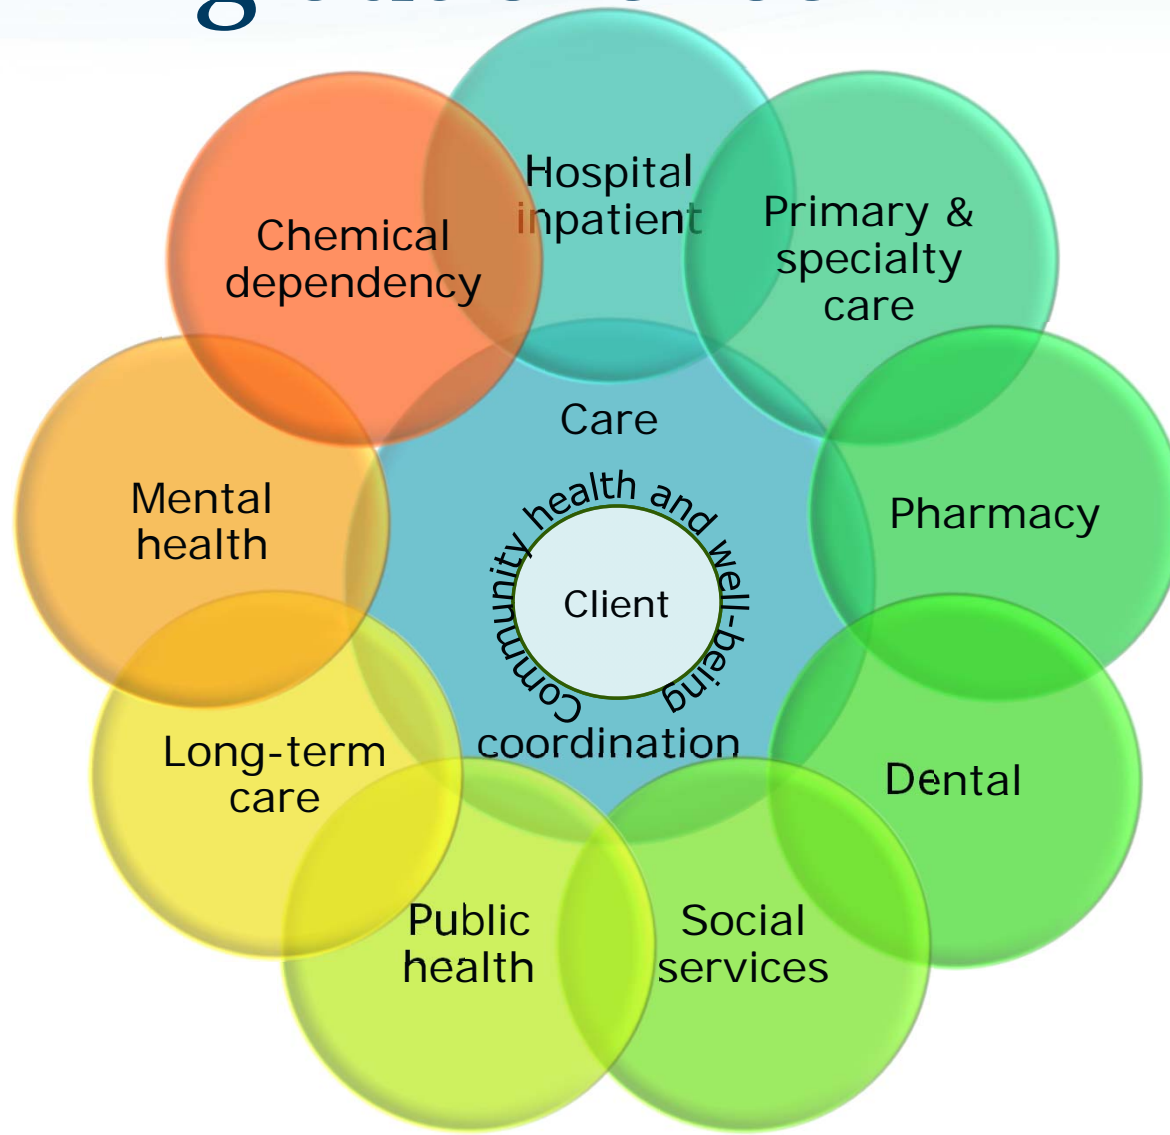 Hospital
inpatient
Primary &
specialty
care
Chemical
dependency
Care
Mental
health
Community health and well-being
Pharmacy
Client
coordination
Long-term
care
Dental
Public
health
Social
services